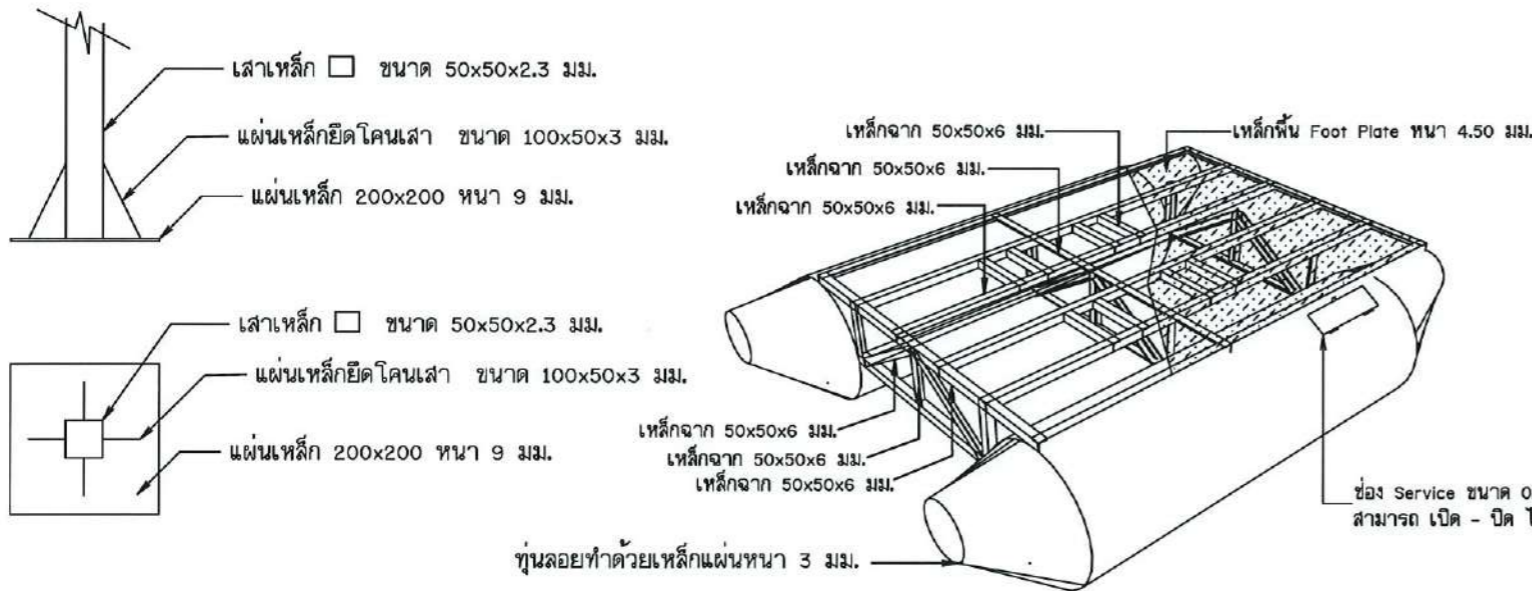 เสาเหล็ก ขนาด 50x50x2.3 มม.
แผ่นเหล็กยึดโคนเสา ขนาด 100x50x3 มม.
แผ่นเหล็ก 200x200 หนา 9 มม.
เสาเหล็ก ขนาด 50x50x2.3 มม.
แผ่นเหล็กยึดโคนเสา ขนาด 100x50x3 มม.
แผ่นเหล็ก 200x200 หนา 9 มม.
เหล็กฉาก 50x50x6 มม.
เหล็กพื้น Foot Plate หนา 4.50 มม.
เหล็กฉาก 50x50x6 มม.
เหล็กฉาก 50x50x6 มม.
เหล็กฉาก 50x50x6 มม.
เหล็กฉาก 50x50x6 มม.
เหล็กฉาก 50x50x6 มม.
ช่อง Service ขนาด
สามารถ เปิด - ปิด
ทุ่นลอยทำด้วยเหล็กแผ่นหนา 3 มม.